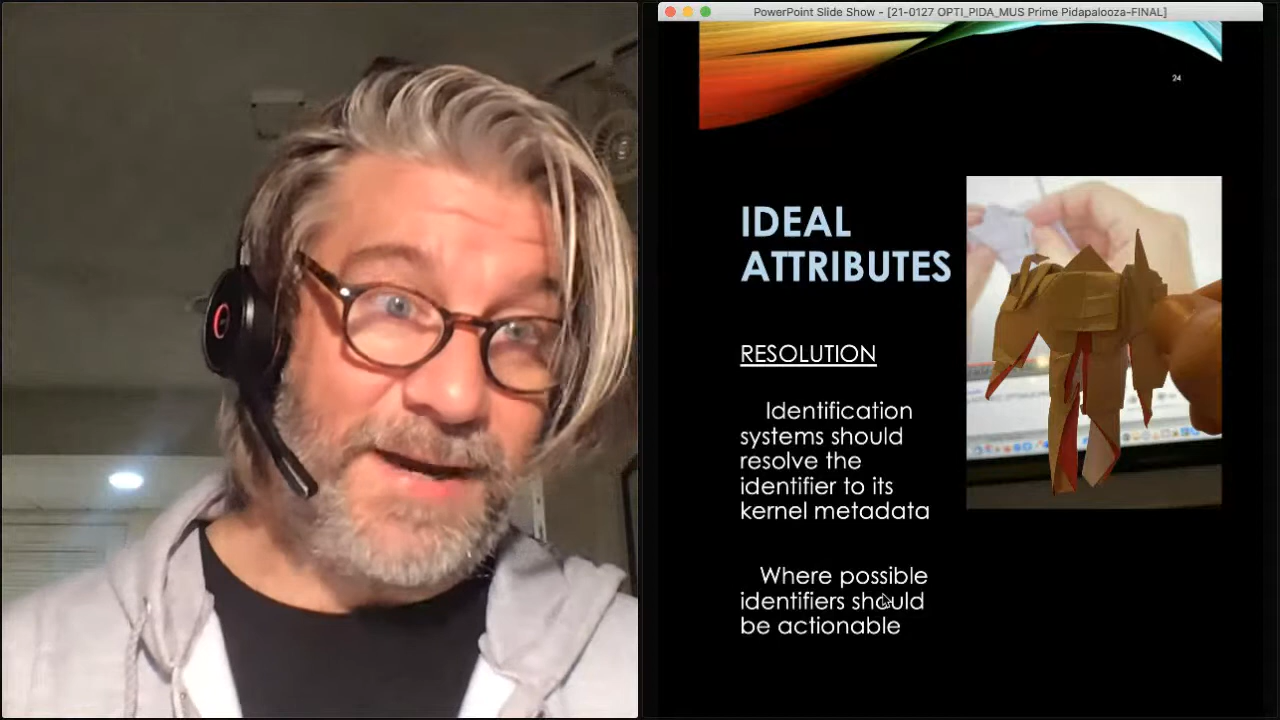 PowerPoint Slide Show - [21-0127 OPTI_PIDA_MUS Prime Pidapalooza-FINAL]
24
IDEAL
ATTRIBUTES
RESOLUTION
Identification
systems should
resolve the
identifier to its
kernel metadata
Where possible
identifiers should
be actionable